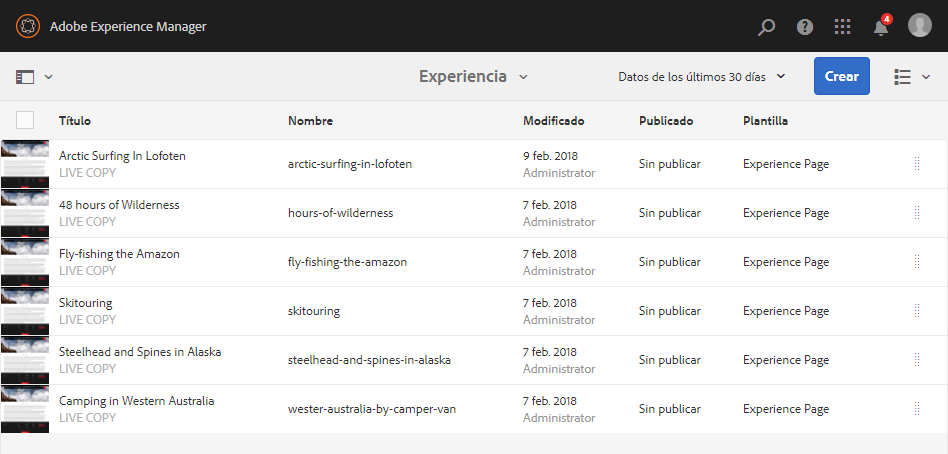 Adobe Experience Manager
4
Experiencia
Datos de los últimos 30 días
Crear
Título Nombre Modificado Publicado Plantilla
Arctic Surfing In Lofoten
LIVE COPY
arctic-surfing-in-lofoten
9 feb. 2018
Administrator
Sin publicar
Experience Page
48 hours of Wilderness
LIVE COPY
hours-of-wilderness
7 feb. 2018
Administrator
Sin publicar
Experience Page
Fly-fishing the Amazon
LIVE COPY
fly-fishing-the-amazon
7 feb. 2018
Administrator
Sin publicar
Experience Page
Skitouring
LIVE COPY
skitouring
7 feb. 2018
Administrator
Sin publicar
Experience Page
Steelhead and Spines in Alaska
LIVE COPY
steelhead-and-spines-in-alaska
7 feb. 2018
Administrator
Sin publicar
Experience Page
Camping in Western Australia
LIVE COPY
wester-australia-by-camper-van
7 feb. 2018
Administrator
Sin publicar
Experience Page